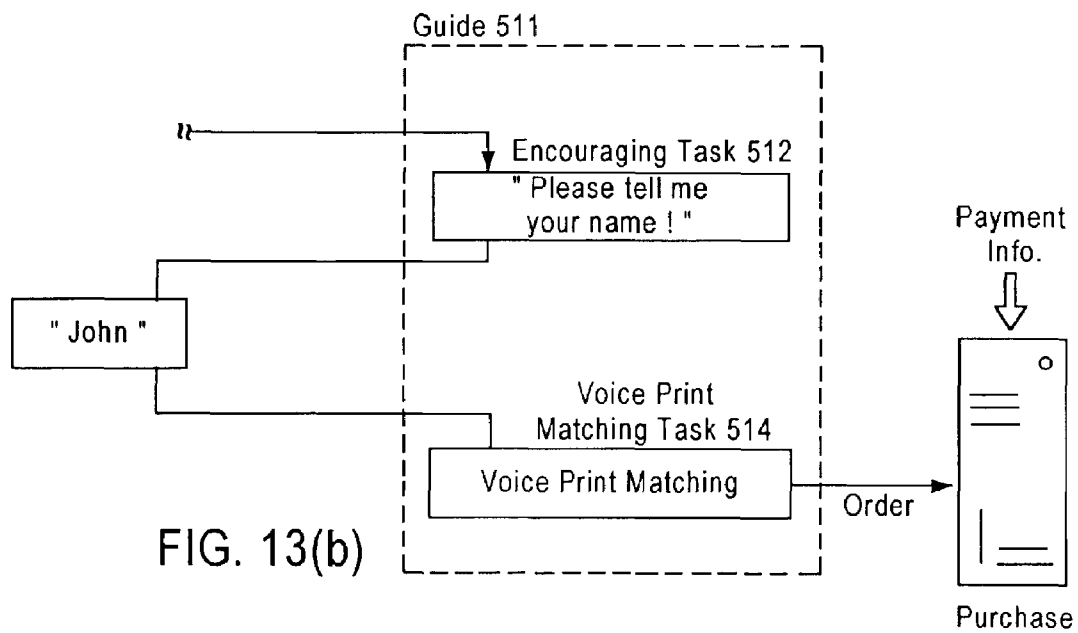 Guide 511
Encouraging Task 512
" Please tell me
your name ! "
" John "
Voice Print
Matching Task 514
Voice Print Matching
Order
Payment
Info.
Purchase
FIG. 13(b)